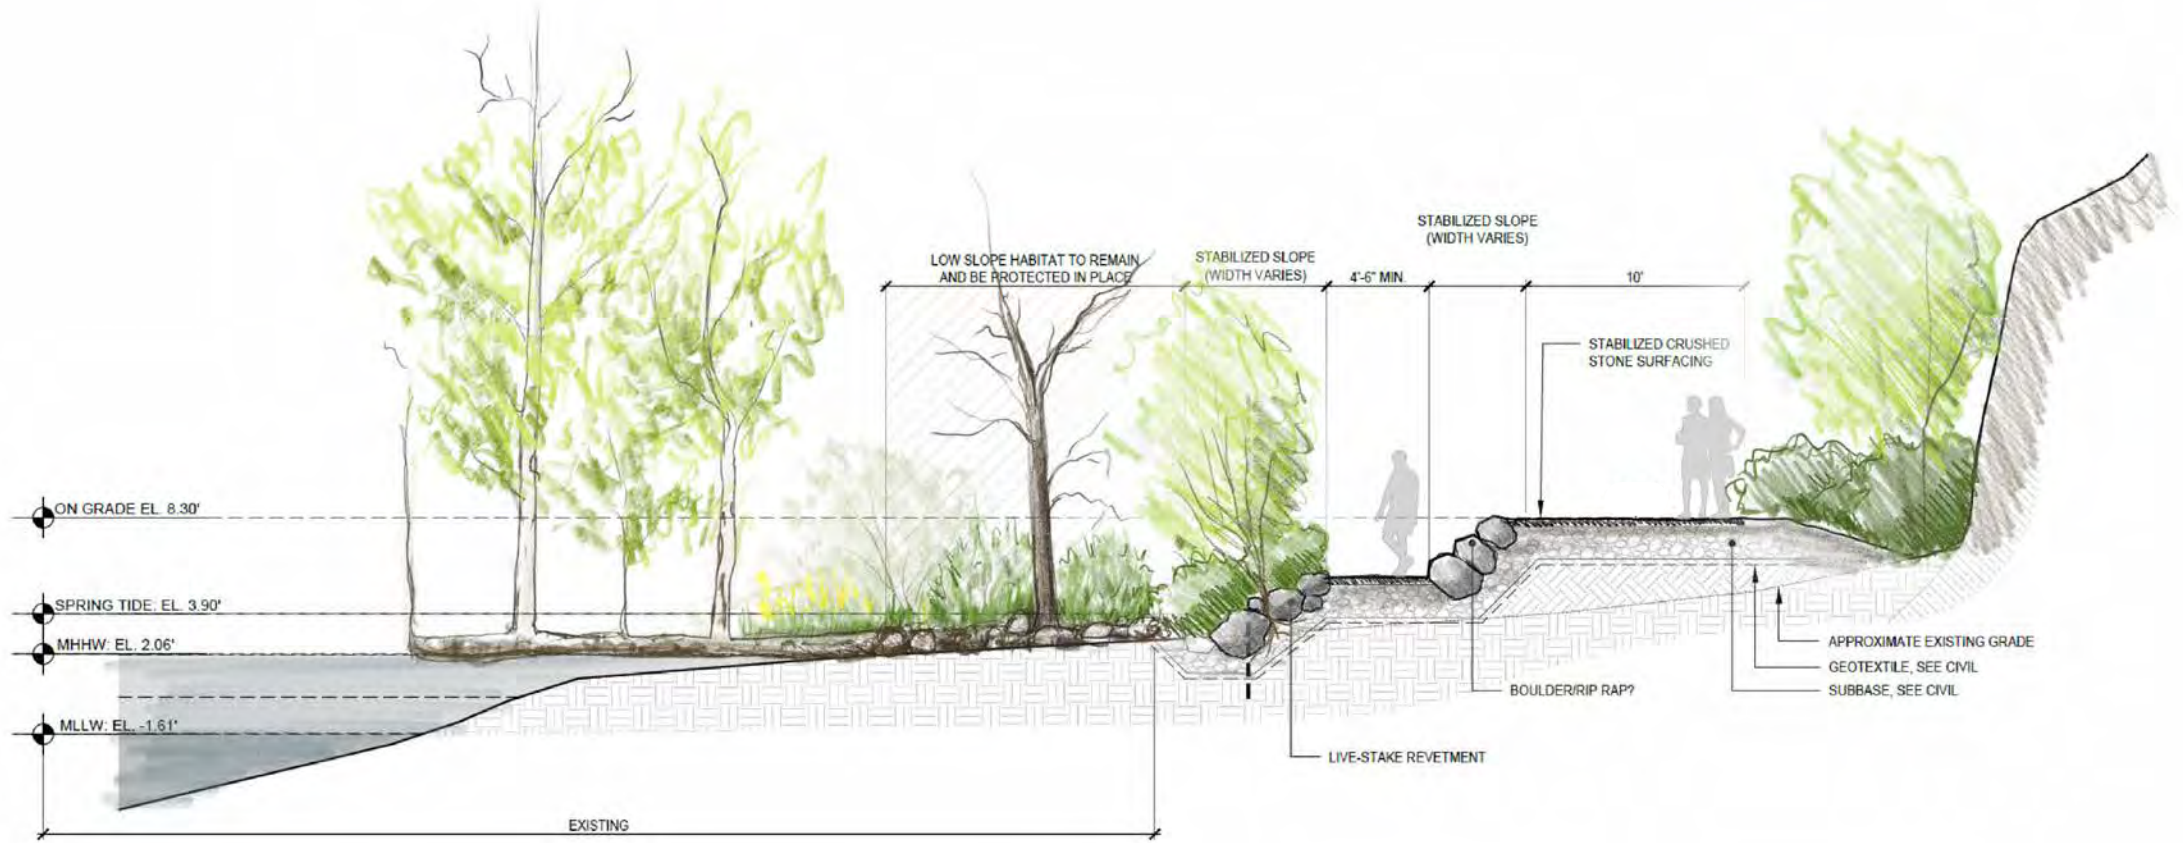 STABILIZED SLOPE
(WIDTH VARIES)
LOW SLOPE HABITAT TO REMAIN
AND BE PROTECTED IN PLACE
STABILIZED SLOPE
(WIDTH VARIES)
4'-6" MIN.
10'
STABILIZED CRUSHED
STONE SURFACING
ON GRADE EL. 8.30'
SPRING TIDE: EL. 3.90'
MHHW: EL. 2.06'
MLLW: EL. -1.61'
APPROXIMATE EXISTING GRADE
GEOTEXTILE, SEE CIVIL
SUBBASE, SEE CIVIL
BOULDER/RIP RAP?
LIVE-STAKE REVETMENT
EXISTING